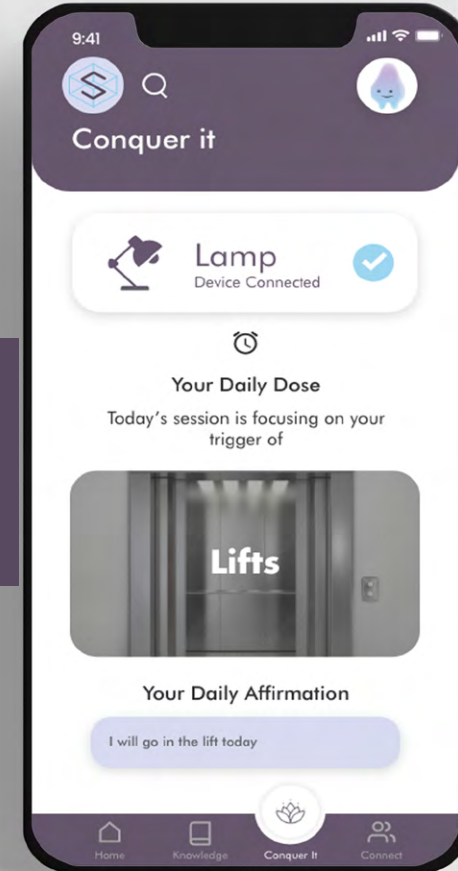 9:41
S
Conquer it
Lamp
Device Connected
Your Daily Dose
Today's session is focusing on your
trigger of
Lifts
Your Daily Affirmation
I will go in the lift today
Home
Knowledge
Conquer It
Connect